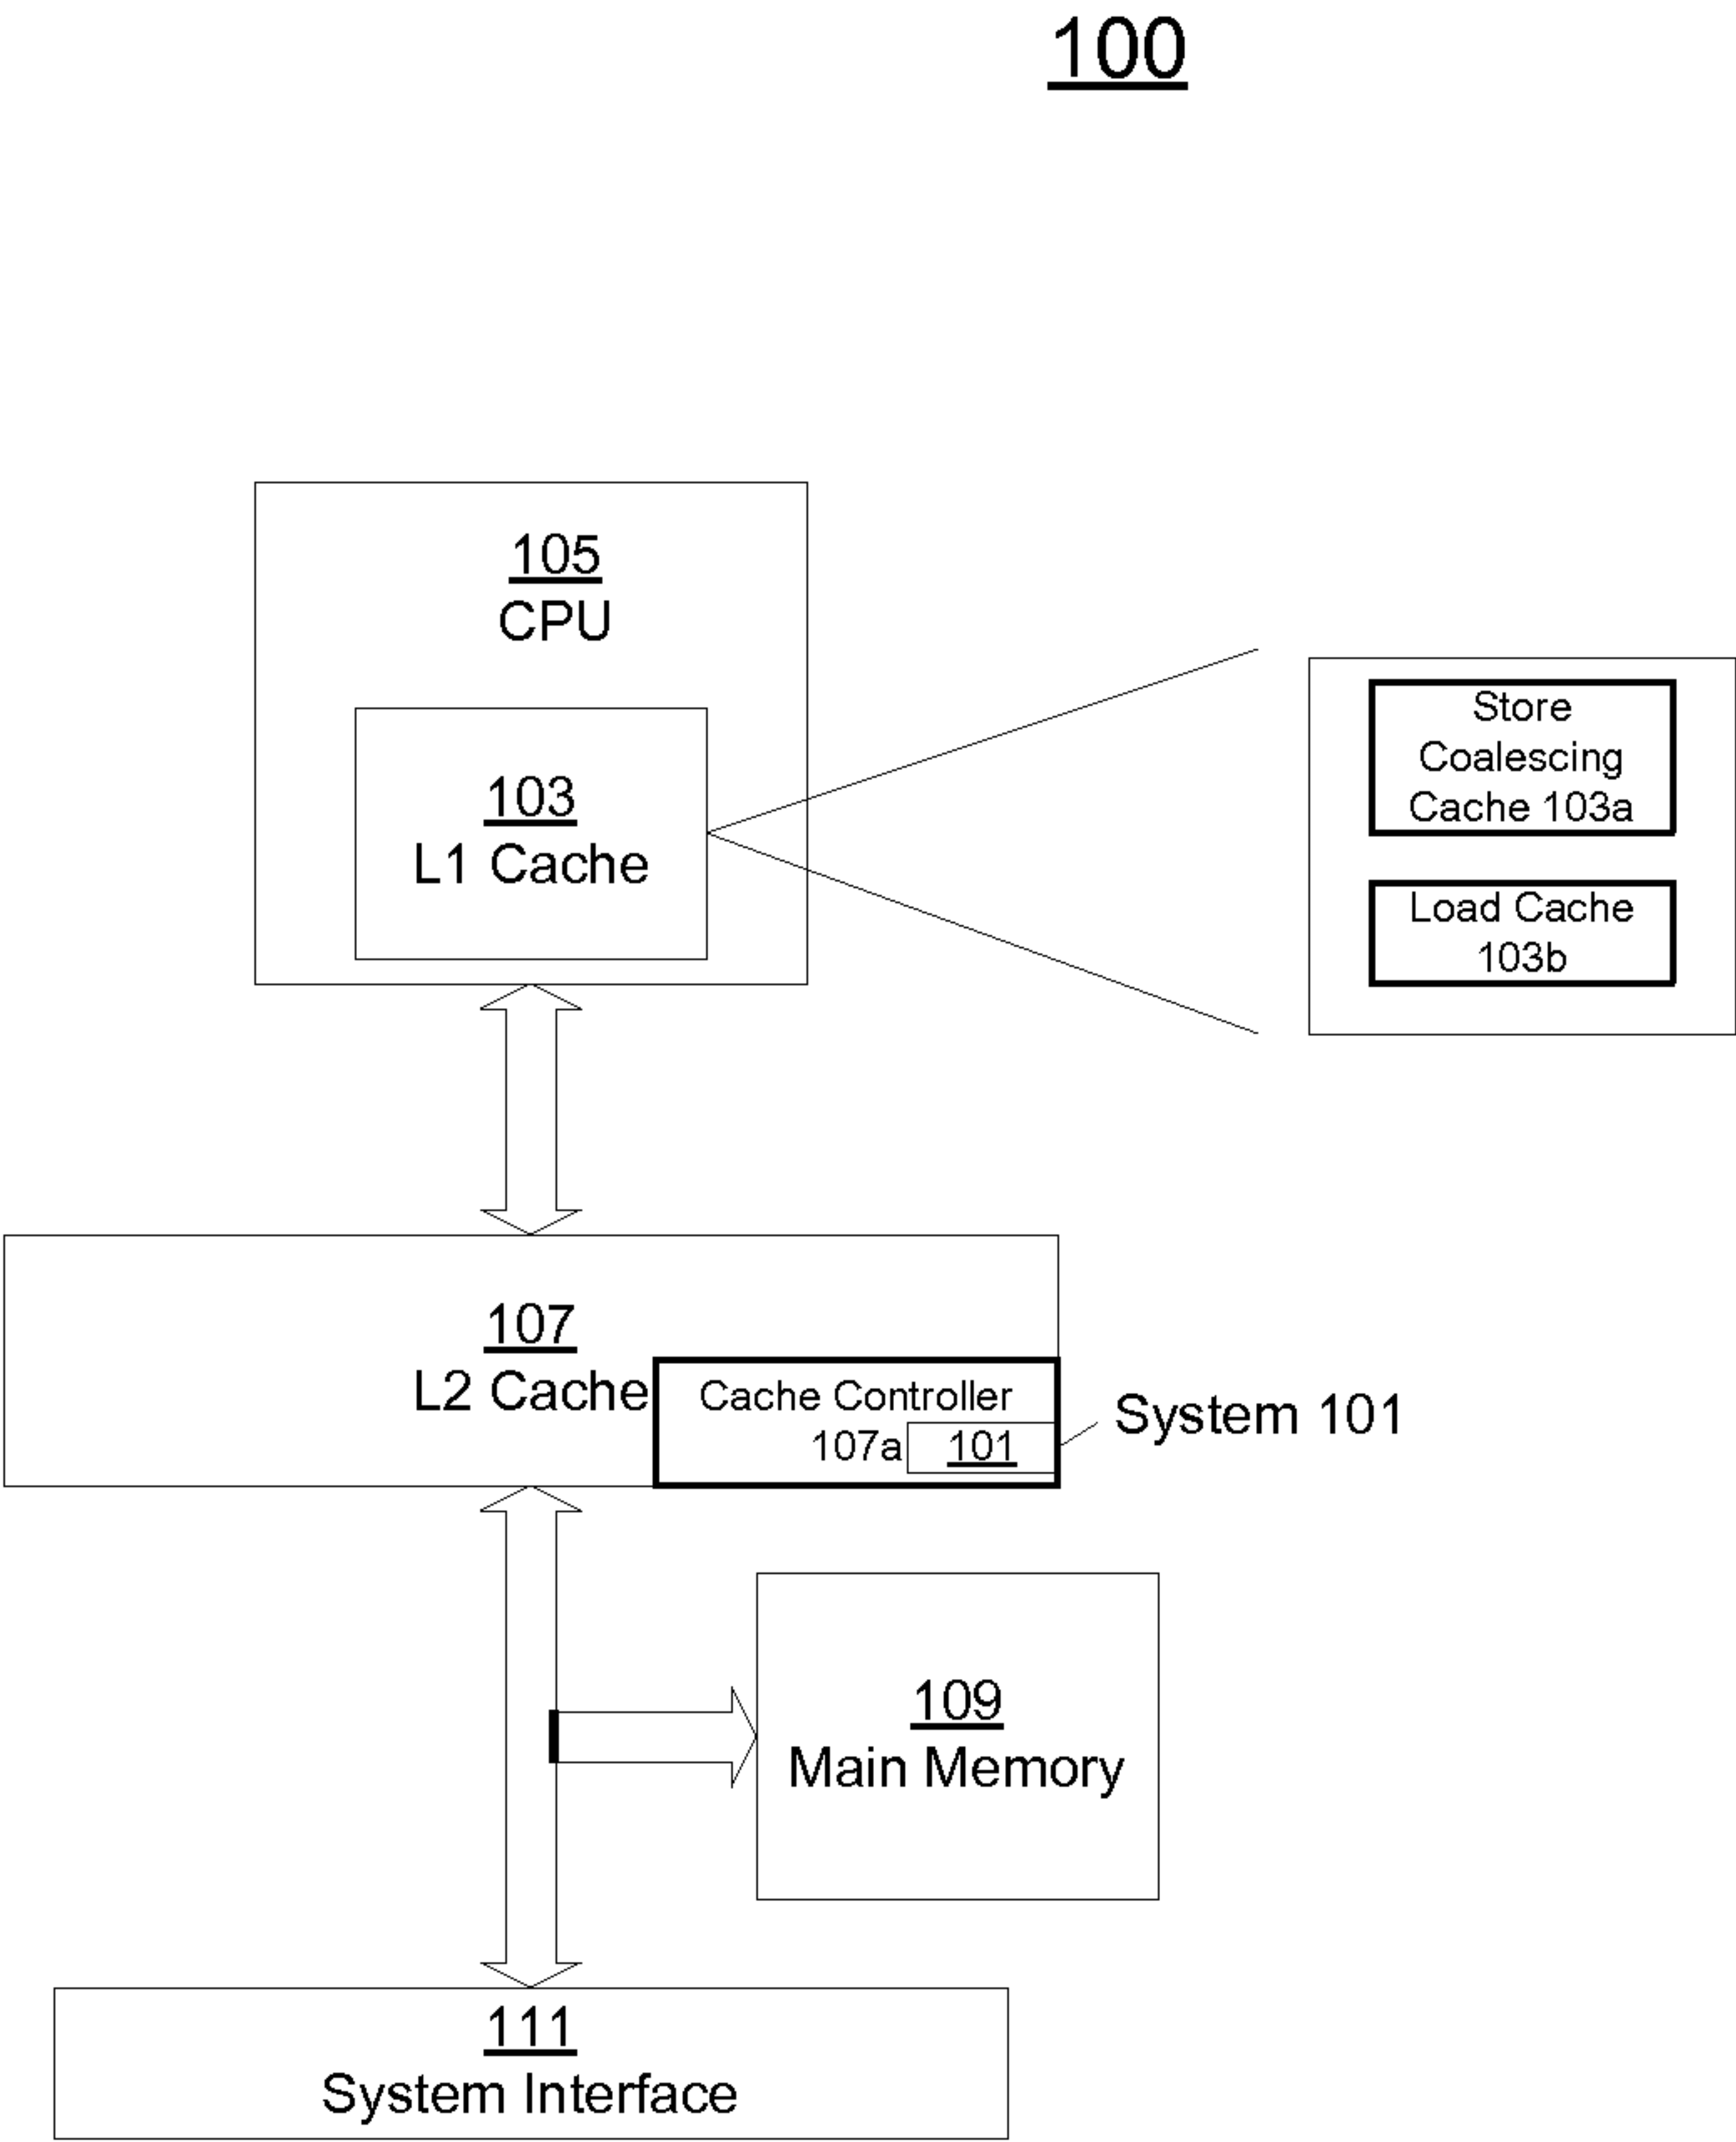 100
105
CPU
103
L1 Cache
Store
Coalescing
Cache 103a
Load Cache
103b
107
L2 Cache
Cache Controller
107a 101
System 101
109
Main Memory
111
System Interface